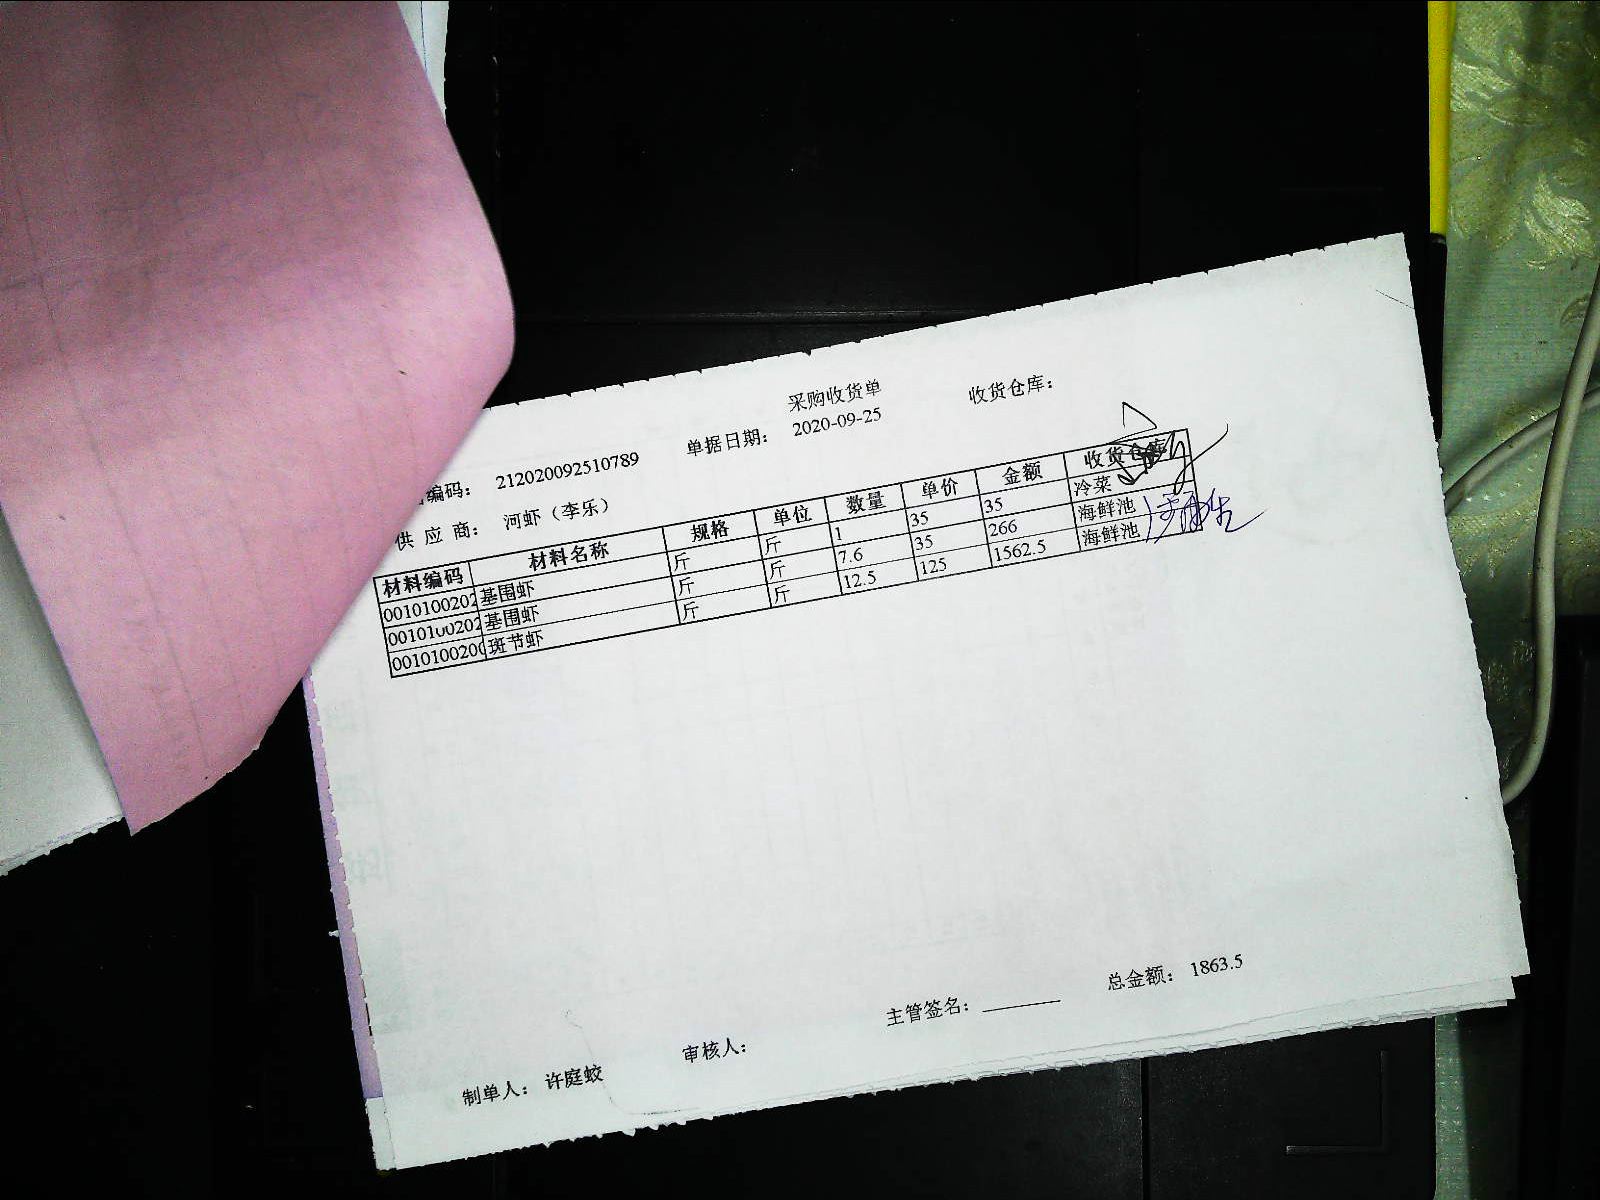 采购收货单
收货仓库：
编码： 212020092510789 单据日期： 2020-09-25
供 应 商： 河虾（李乐）
材料编码 材料名称 规格 单位 数量 单价 金额 收货仓库
0010100202 基围虾 斤 斤 1 35 35 冷菜
0010100202 基围虾 斤 斤 7.6 35 266 海鲜池
001010020 斑节虾 斤 斤 12.5 125 1562.5 海鲜池
制单人： 许庭蛟 审核人： 主管签名： 总金额： 1863.5